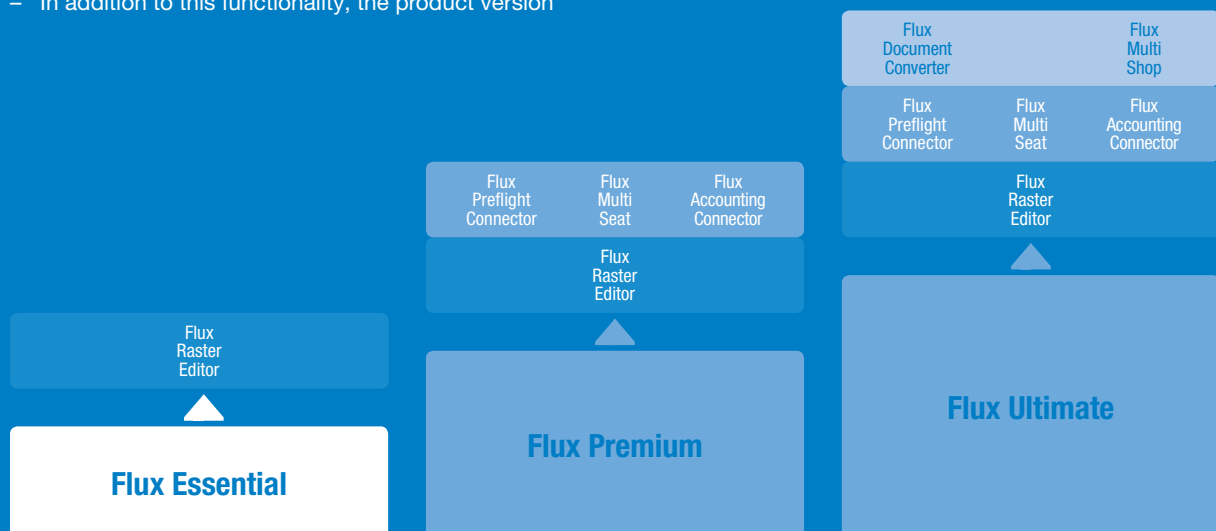 – In addition to this functionality, the product version
Flux
Document
Converter
Flux
Multi
Shop
Flux
Preflight
Connector
Flux
Multi
Seat
Flux
Accounting
Connector
Flux
Raster
Editor
Flux Ultimate
Flux
Preflight
Connector
Flux
Multi
Seat
Flux
Accounting
Connector
Flux
Raster
Editor
Flux Premium
Flux
Raster
Editor
Flux Essential